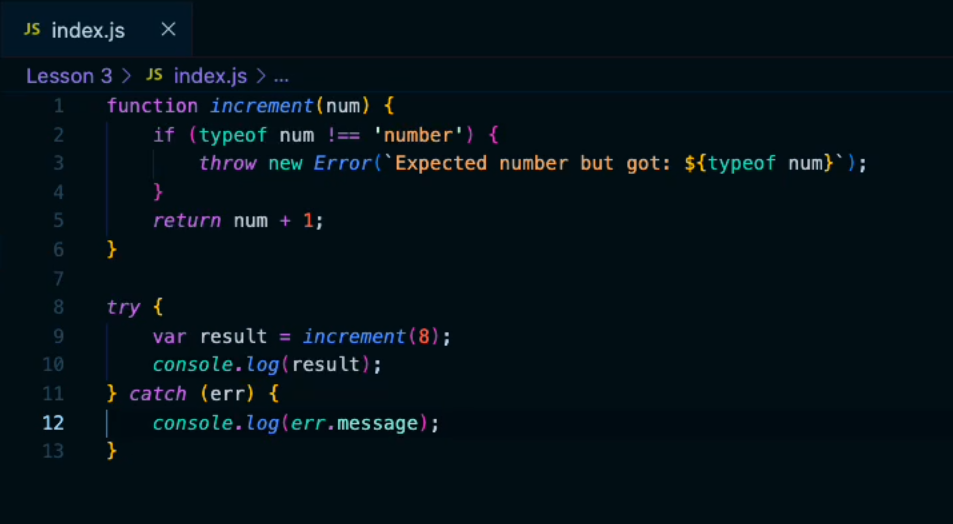 JS index.js ×
Lesson 3 > JS index.js > ...
1 function increment(num) {
2     if (typeof num !== 'number') {
3         throw new Error(`Expected number but got: ${typeof num}`);
4     }
5     return num + 1;
6 }
7
8 try {
9     var result = increment(8);
10     console.log(result);
11 } catch (err) {
12     console.log(err.message);
13 }